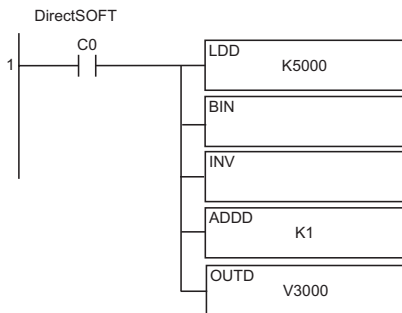 DirectSOFT
C0
1
LDD
K5000
BIN
INV
ADDD
K1
OUTD
V3000